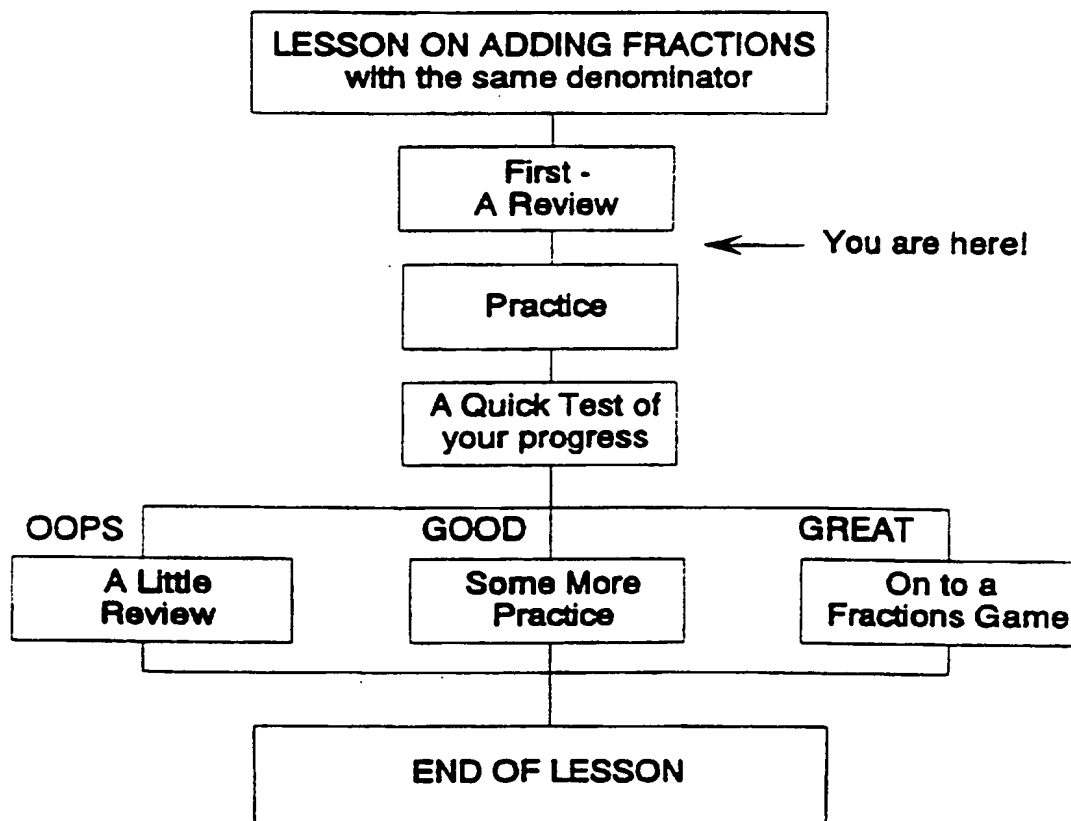 LESSON ON ADDING FRACTIONS
with the same denominator
First -
A Review
You are here!
Practice
A Quick Test of
your progress
OOPS
GOOD
GREAT
A Little
Review
Some More
Practice
On to a
Fractions Game
END OF LESSON